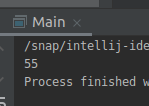 Main
/snap/intellij-ide
55
Process finished w